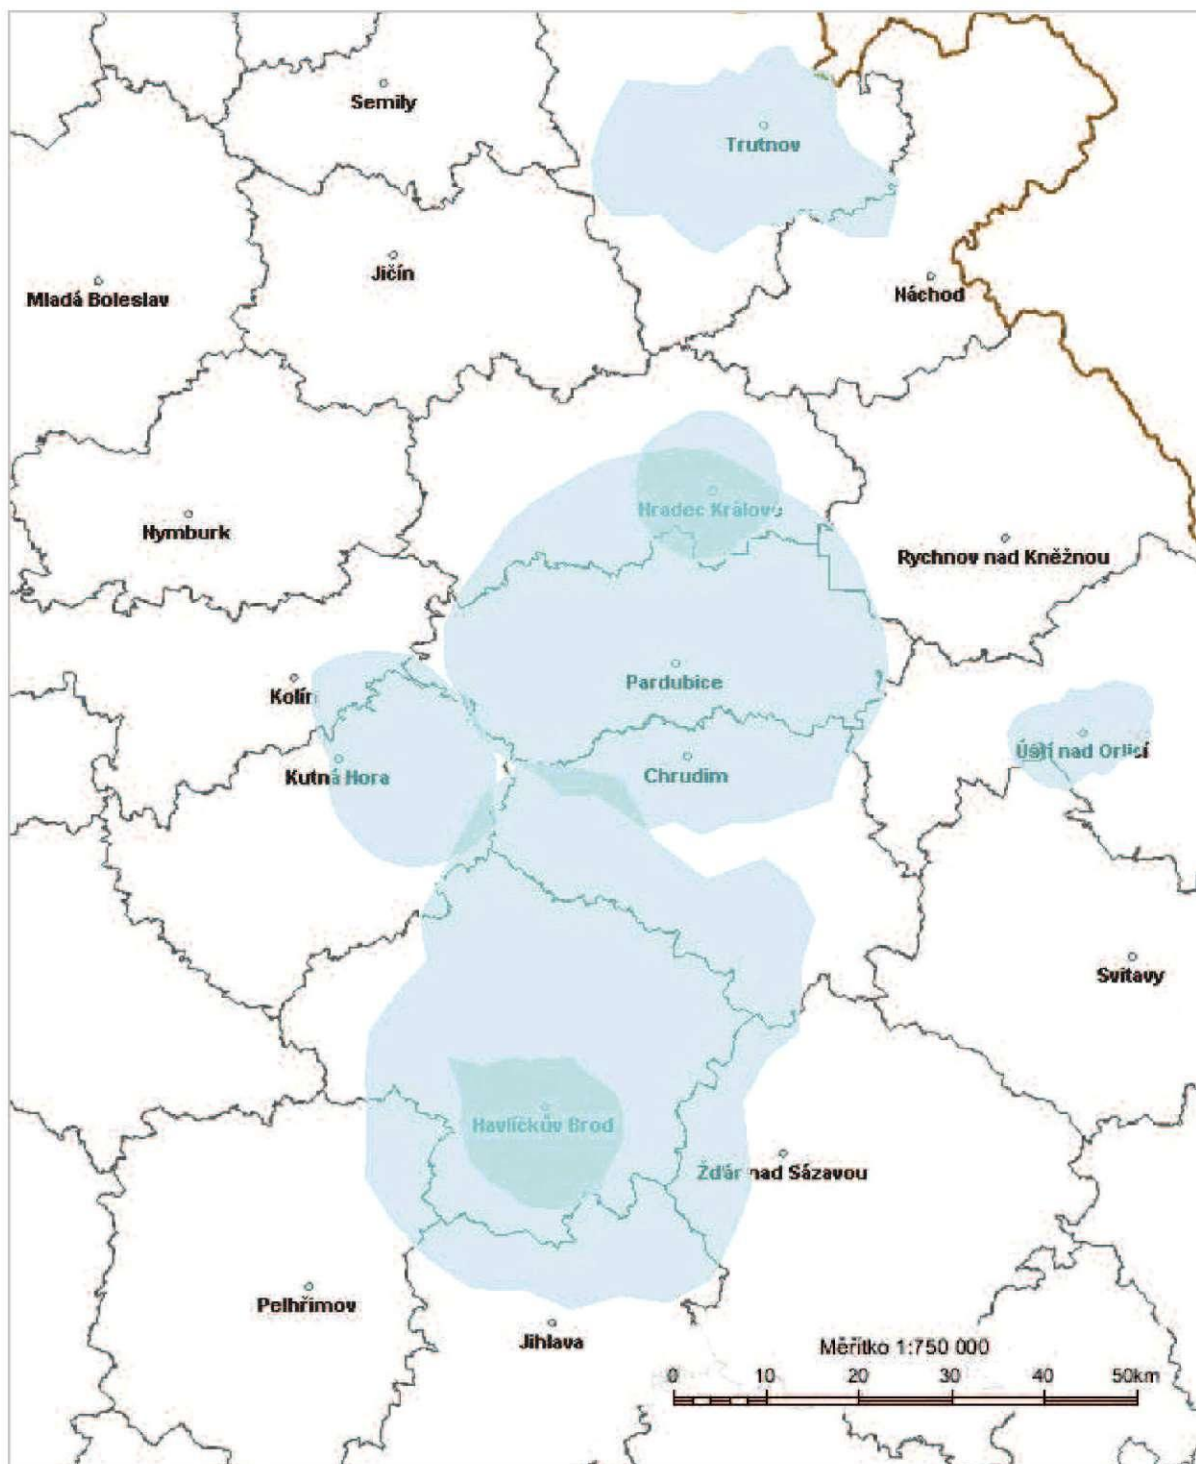 Semily
Trutnov
Jičín
Mladá Boleslav
Náchod
Nymburk
Hradec Králové
Rychnov nad Kněžnou
Kolín
Pardubice
Kutná Hora
Chrudim
Ústí nad Orlicí
Svitavy
Havlíčkův Brod
Žďár nad Sázavou
Pelhřimov
Jihlava
Měřítko 1:750 000
0 10 20 30 40 50km